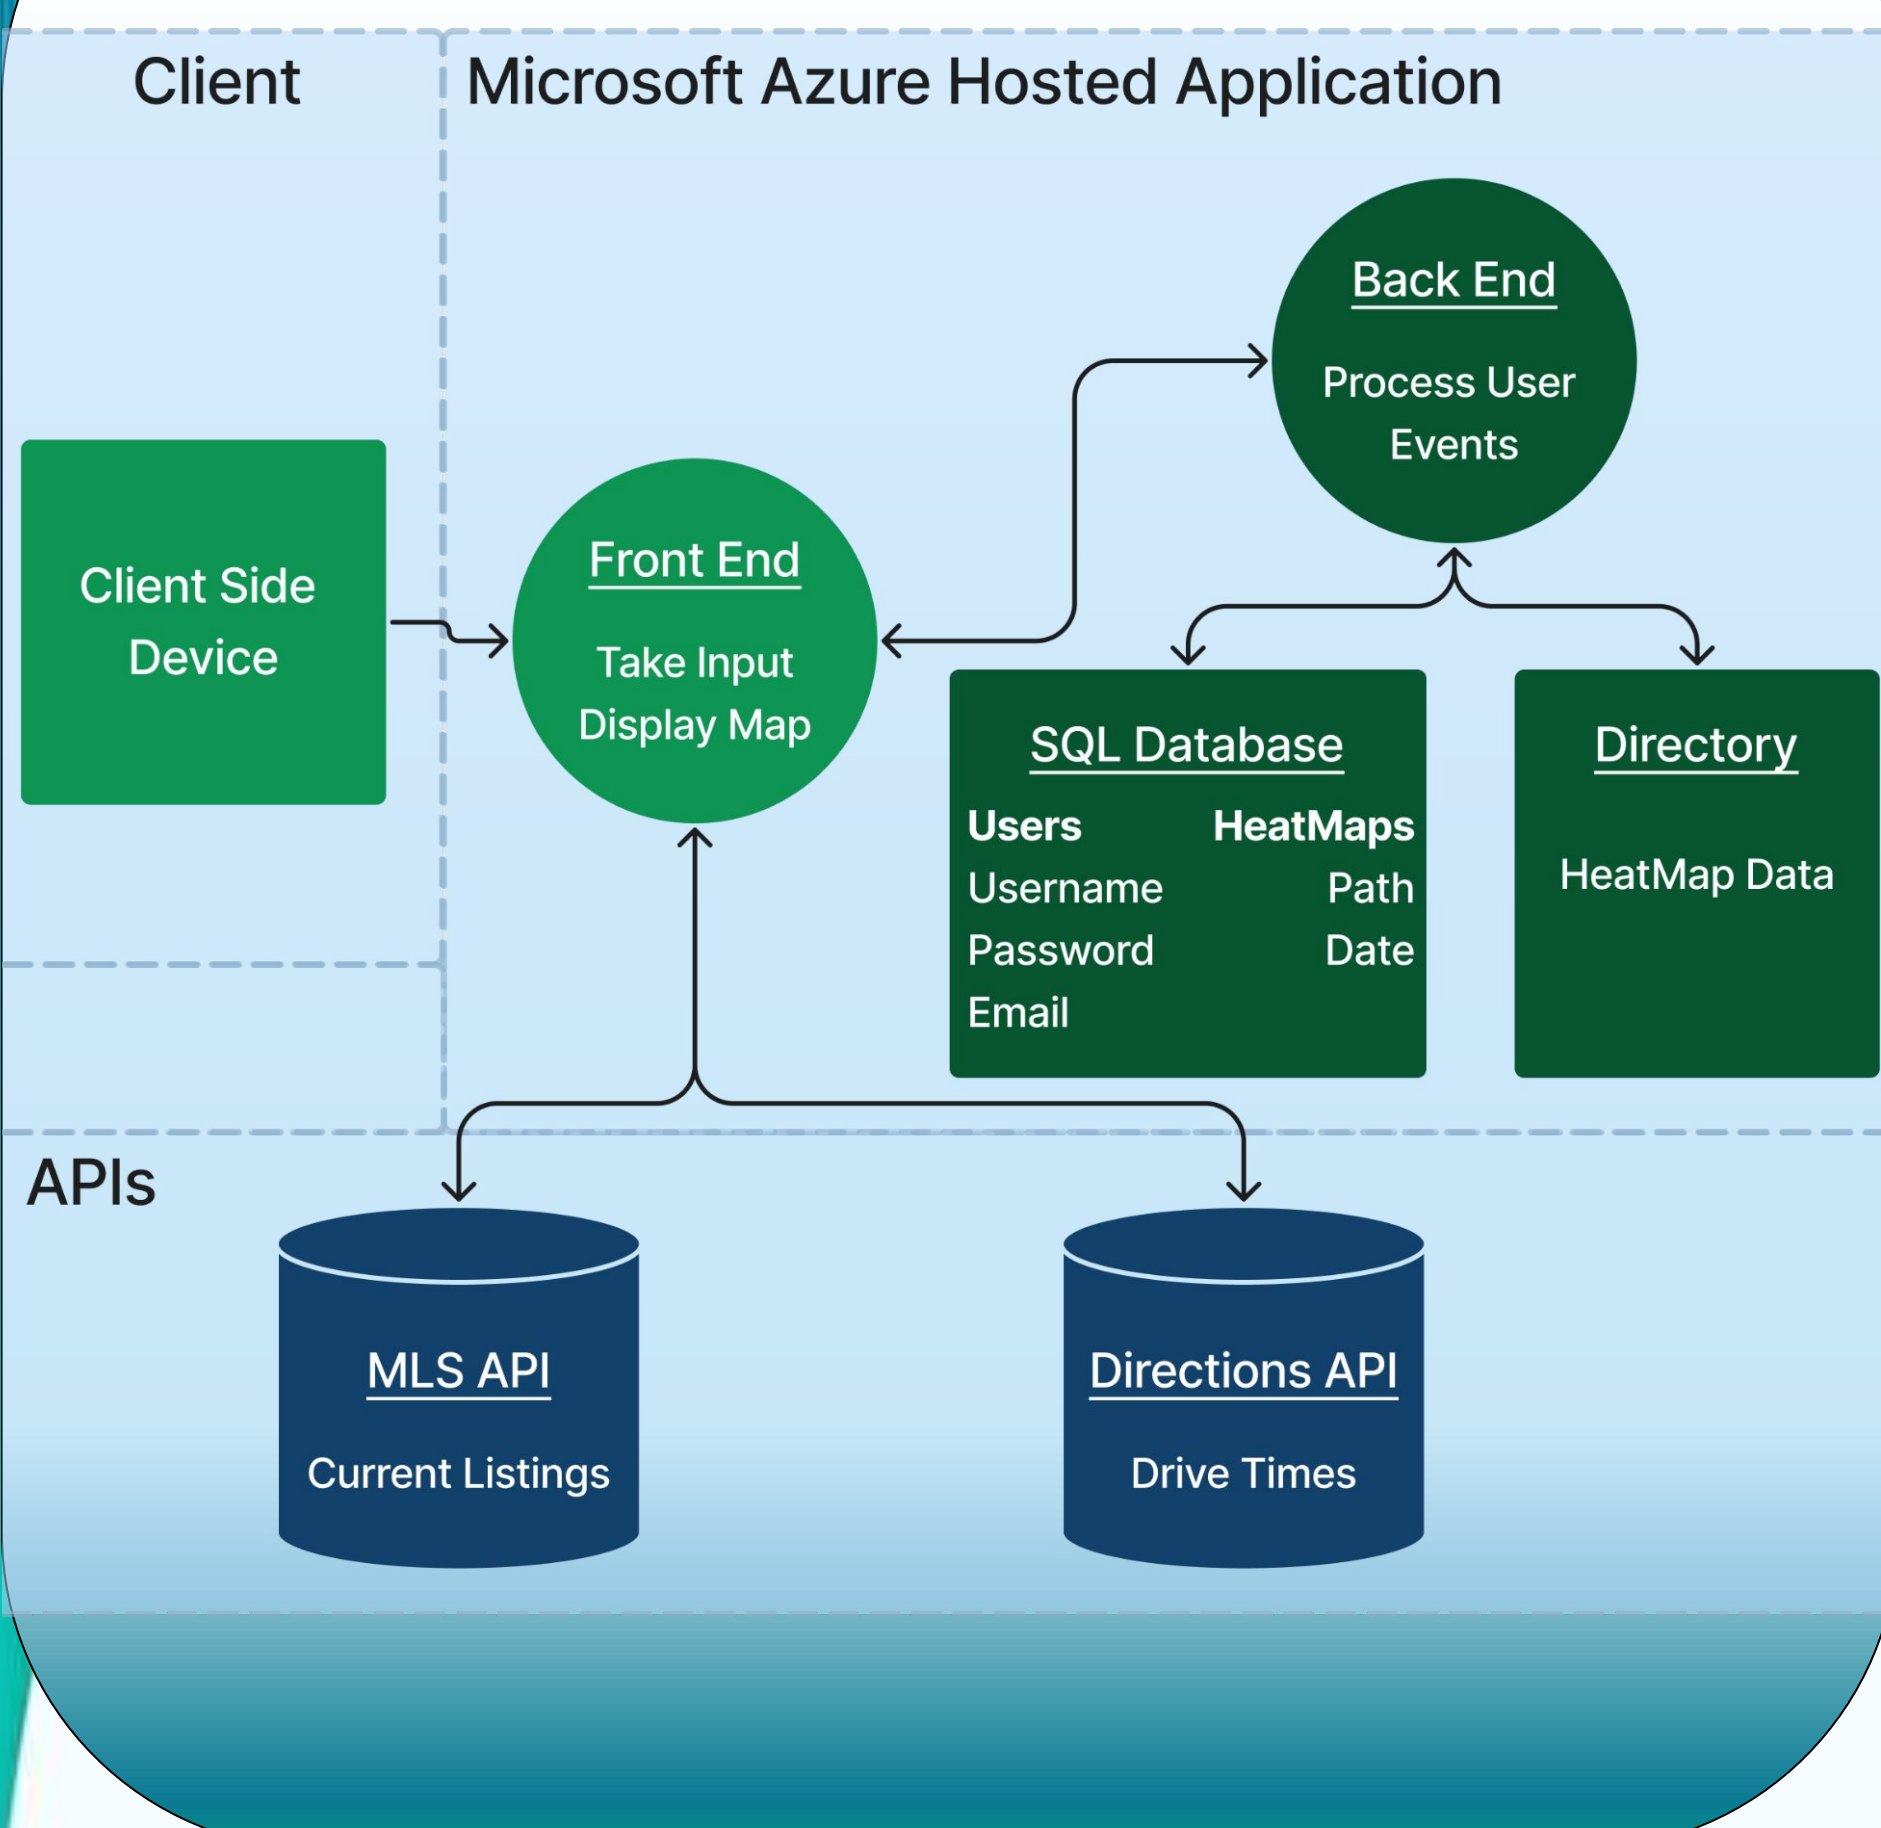 Client
Microsoft Azure Hosted Application
Back End
Process User
Events
Client Side
Device
Front End
Take Input
Display Map
SQL Database
Users HeatMaps
Username Path
Password Date
Email
Directory
HeatMap Data
APIs
MLS API
Current Listings
Directions API
Drive Times